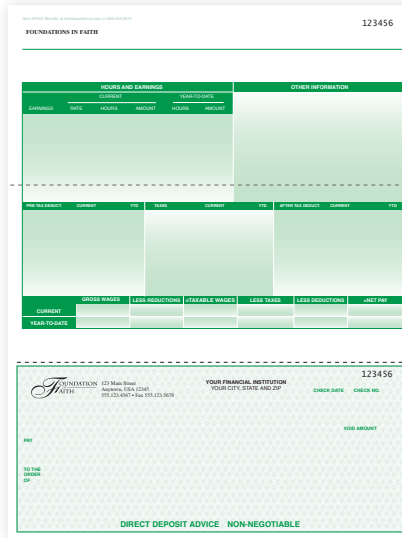 123456
FOUNDATIONS IN FAITH
HOURS AND EARNINGS OTHER INFORMATION
CURRENT YEAR-TO-DATE
EARNINGS RATE HOURS AMOUNT HOURS AMOUNT
PRE-TAX DEDUCT. CURRENT YTD TAXES CURRENT YTD AFTER TAX DEDUCT. CURRENT YTD
GROSS WAGES LESS REDUCTIONS =TAXABLE WAGES LESS TAXES LESS DEDUCTIONS =NET PAY
CURRENT
YEAR-TO-DATE
123456
FOUNDATION 123 Main Street YOUR FINANCIAL INSTITUTION
FAITH Anytown, USA 12345 YOUR CITY, STATE AND ZIP
555.123.4567 • Fax 555.123.5678 CHECK DATE CHECK NO.
VOID AMOUNT
PAY
TO THE
ORDER
OF
DIRECT DEPOSIT ADVICE NON-NEGOTIABLE